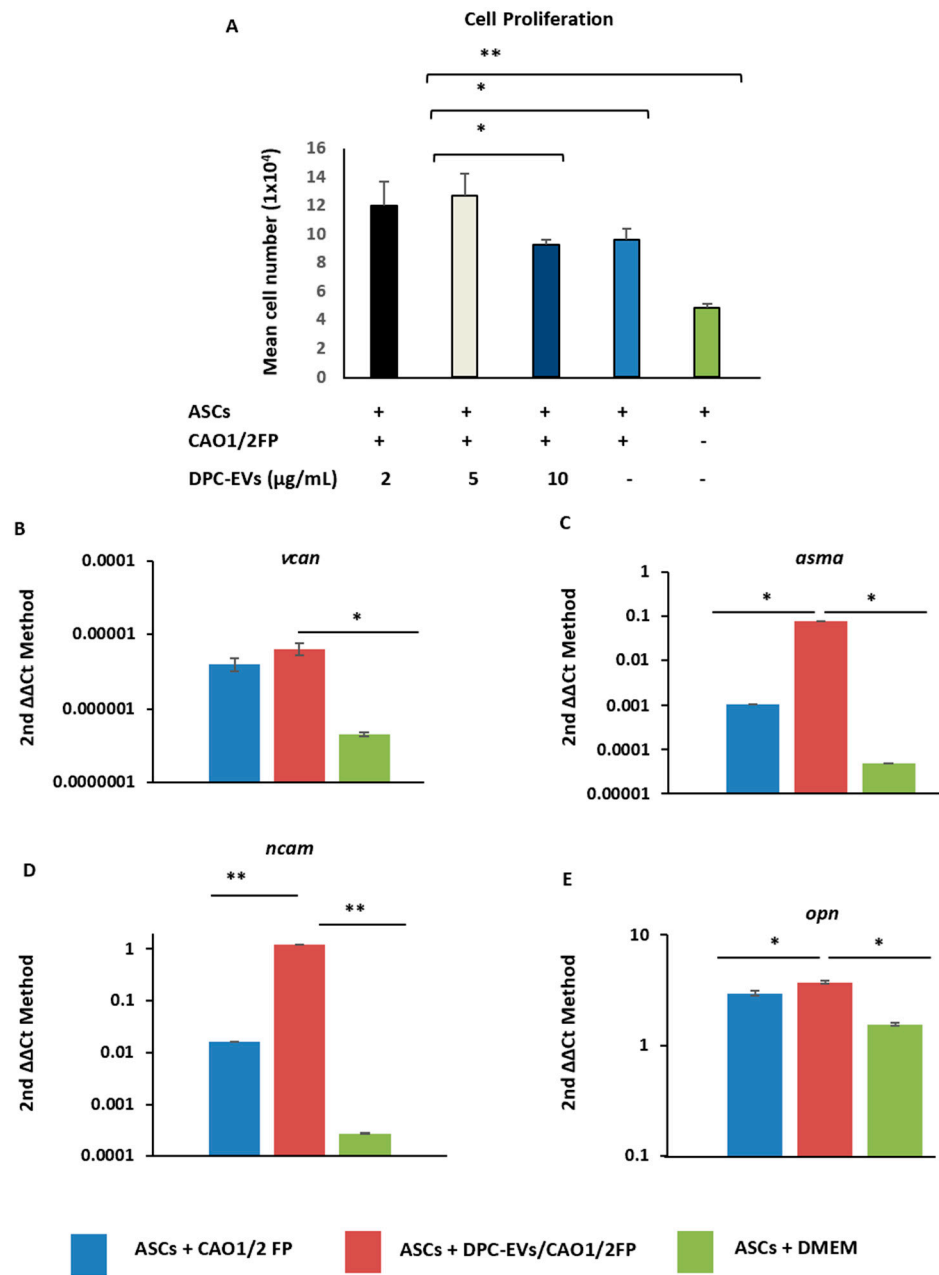 Cell Proliferation
A
**
*
*
16
14
12
10
8
6
4
2
0
Mean cell number (1x10⁴)
ASCs + + + + +
CAO1/2FP + + + + -
DPC-EVs (µg/mL) 2 5 10 - -
B
vcan
0.0001
0.00001
0.000001
0.0000001
2nd ΔΔCt Method
*
C
asma
1
0.1
0.01
0.001
0.0001
0.00001
2nd ΔΔCt Method
* *
D
ncam
** **
1
0.1
0.01
0.001
0.0001
2nd ΔΔCt Method
E
opn
10
1
0.1
2nd ΔΔCt Method
* *
ASCs + CAO1/2 FP
ASCs + DPC-EVs/CAO1/2FP
ASCs + DMEM